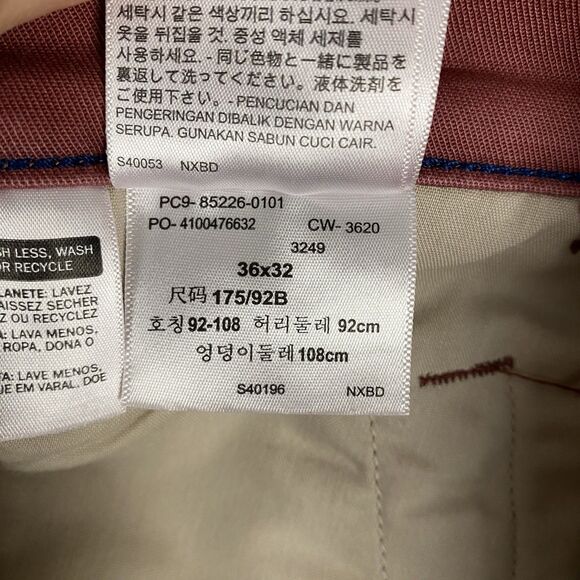 세탁시 같은 색상끼리 하십시요. 세탁시
옷을 뒤집을 것. 중성 액체 세제를
사용하세요. - 同じ色物と一緒に製品を
裏返して洗ってください。液体洗剤を
ご使用下さい。- PENCUCIAN DAN
PENGERINGAN DIBALIK DENGAN WARNA
SERUPA. GUNAKAN SABUN CUCI CAIR.
S40053 NXBD
PC9- 85226-0101
PO- 4100476632 CW- 3620
3249
36x32
尺码 175/92B
호칭 92-108 허리둘레 92cm
엉덩이둘레 108cm
S40196 NXBD
LESS, WASH
OR RECYCLE
LAVEZ
SECHER
OU RECYCLEZ
LAVA MENOS.
ROPA, DONA O
LAVE MENOS.
EM VARAL. DOE